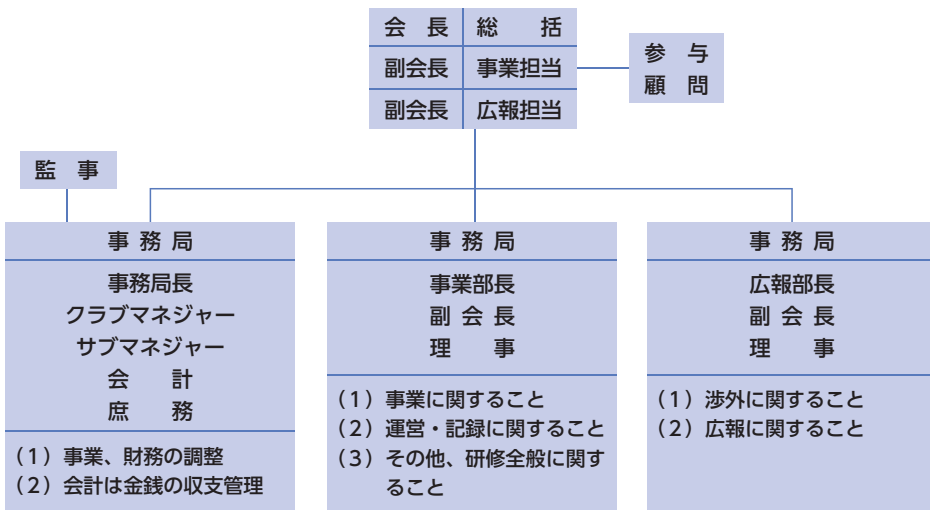 会長 総括
副会長 事業担当
副会長 広報担当
参与
顧問
監事
事務局
事務局長
クラブマネジャー
サブマネジャー
会計
庶務
（1）事業、財務の調整
（2）会計は金銭の収支管理
事務局
事業部長
副会長
理事
（1）事業に関すること
（2）運営・記録に関すること
（3）その他、研修全般に関す
ること
事務局
広報部長
副会長
理事
（1）渉外に関すること
（2）広報に関すること